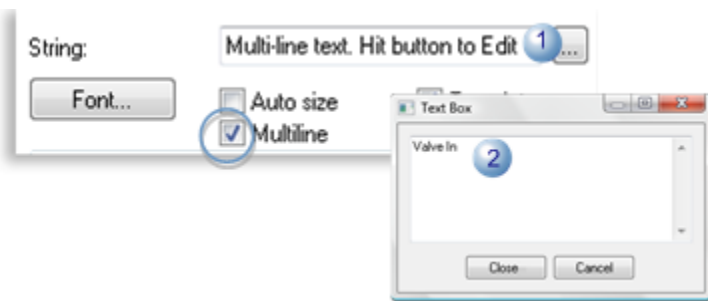 String:
Multi-line text. Hit button to Edit
1
...
Font...
Auto size
Multiline
Text Box
Valve In
2
Close
Cancel